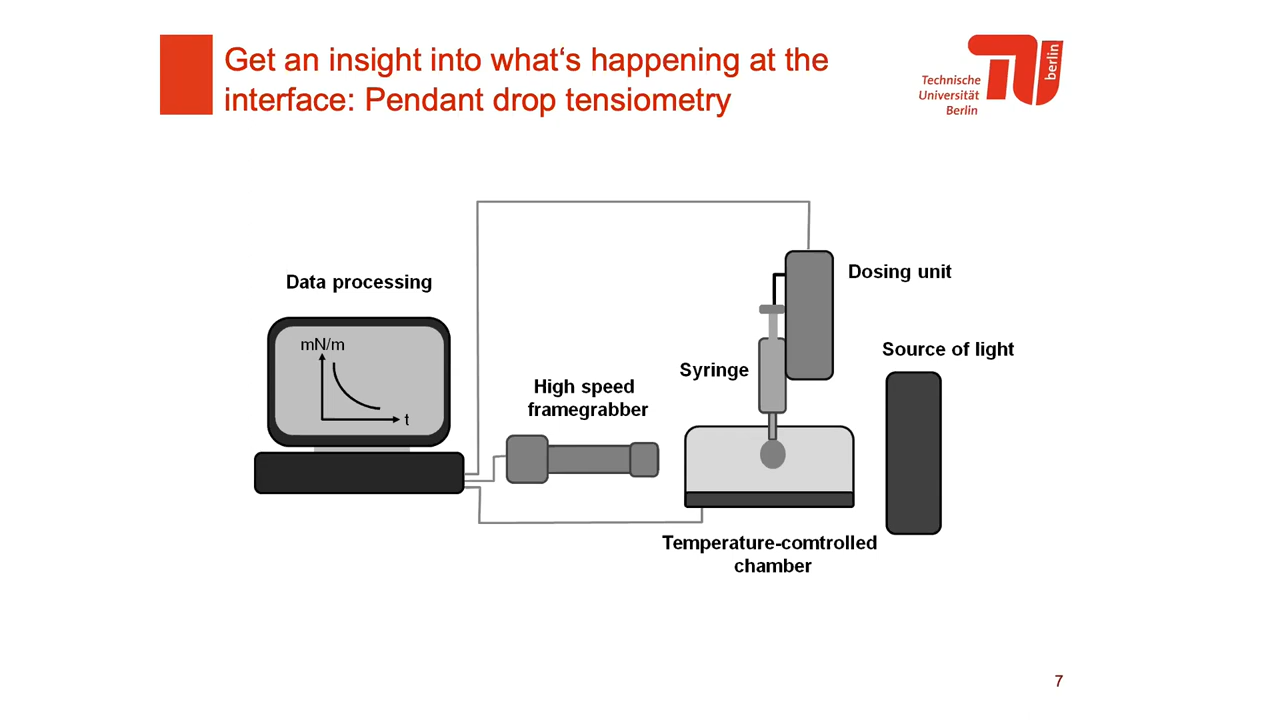 Get an insight into what‘s happening at the
interface: Pendant drop tensiometry
Technische
Universität
Berlin
berlin
Data processing
mN/m
t
High speed
framegrabber
Syringe
Dosing unit
Source of light
Temperature-comtrolled
chamber
7